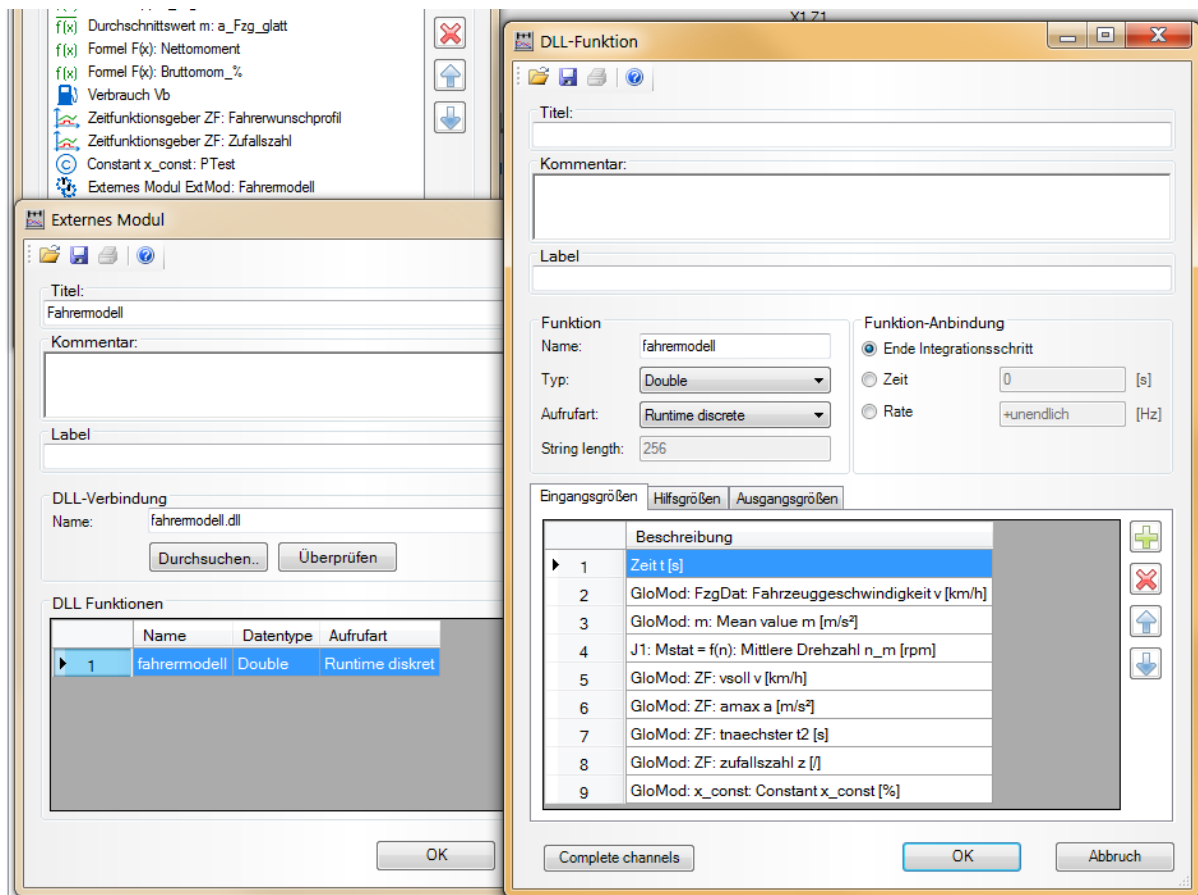 X1 Z1
Durchschnittswert m: a_Fzg_glatt
Formel F(x): Nettomoment
Formel F(x): Bruttomom_%
Verbrauch Vb
Zeitfunktionsgeber ZF: Fahrerwunschprofil
Zeitfunktionsgeber ZF: Zufallszahl
Constant x_const: PTest
Externes Modul ExtMod: Fahrermodell
Externes Modul
Titel:
Fahrermodell
Kommentar:
Label
DLL-Verbindung
Name: fahrermodell.dll
Durchsuchen.. Überprüfen
DLL Funktionen
Name Datentype Aufrufart
1 fahrermodell Double Runtime diskret
OK
DLL-Funktion
Titel:
Kommentar:
Label
Funktion
Name: fahrermodell
Typ: Double
Aufrufart: Runtime discrete
String length: 256
Funktion-Anbindung
Ende Integrationsschritt
Zeit 0 [s]
Rate +unendlich [Hz]
Eingangsgrößen Hilfsgrößen Ausgangsgrößen
Beschreibung
1 Zeit t [s]
2 GloMod: FzgDat: Fahrzeuggeschwindigkeit v [km/h]
3 GloMod: m: Mean value m [m/s²]
4 J1: Mstat = f(n): Mittlere Drehzahl n_m [rpm]
5 GloMod: ZF: vsoll v [km/h]
6 GloMod: ZF: amax a [m/s²]
7 GloMod: ZF: tnaechster t2 [s]
8 GloMod: ZF: zufallszahl z [/]
9 GloMod: x_const: Constant x_const [%]
Complete channels OK Abbruch